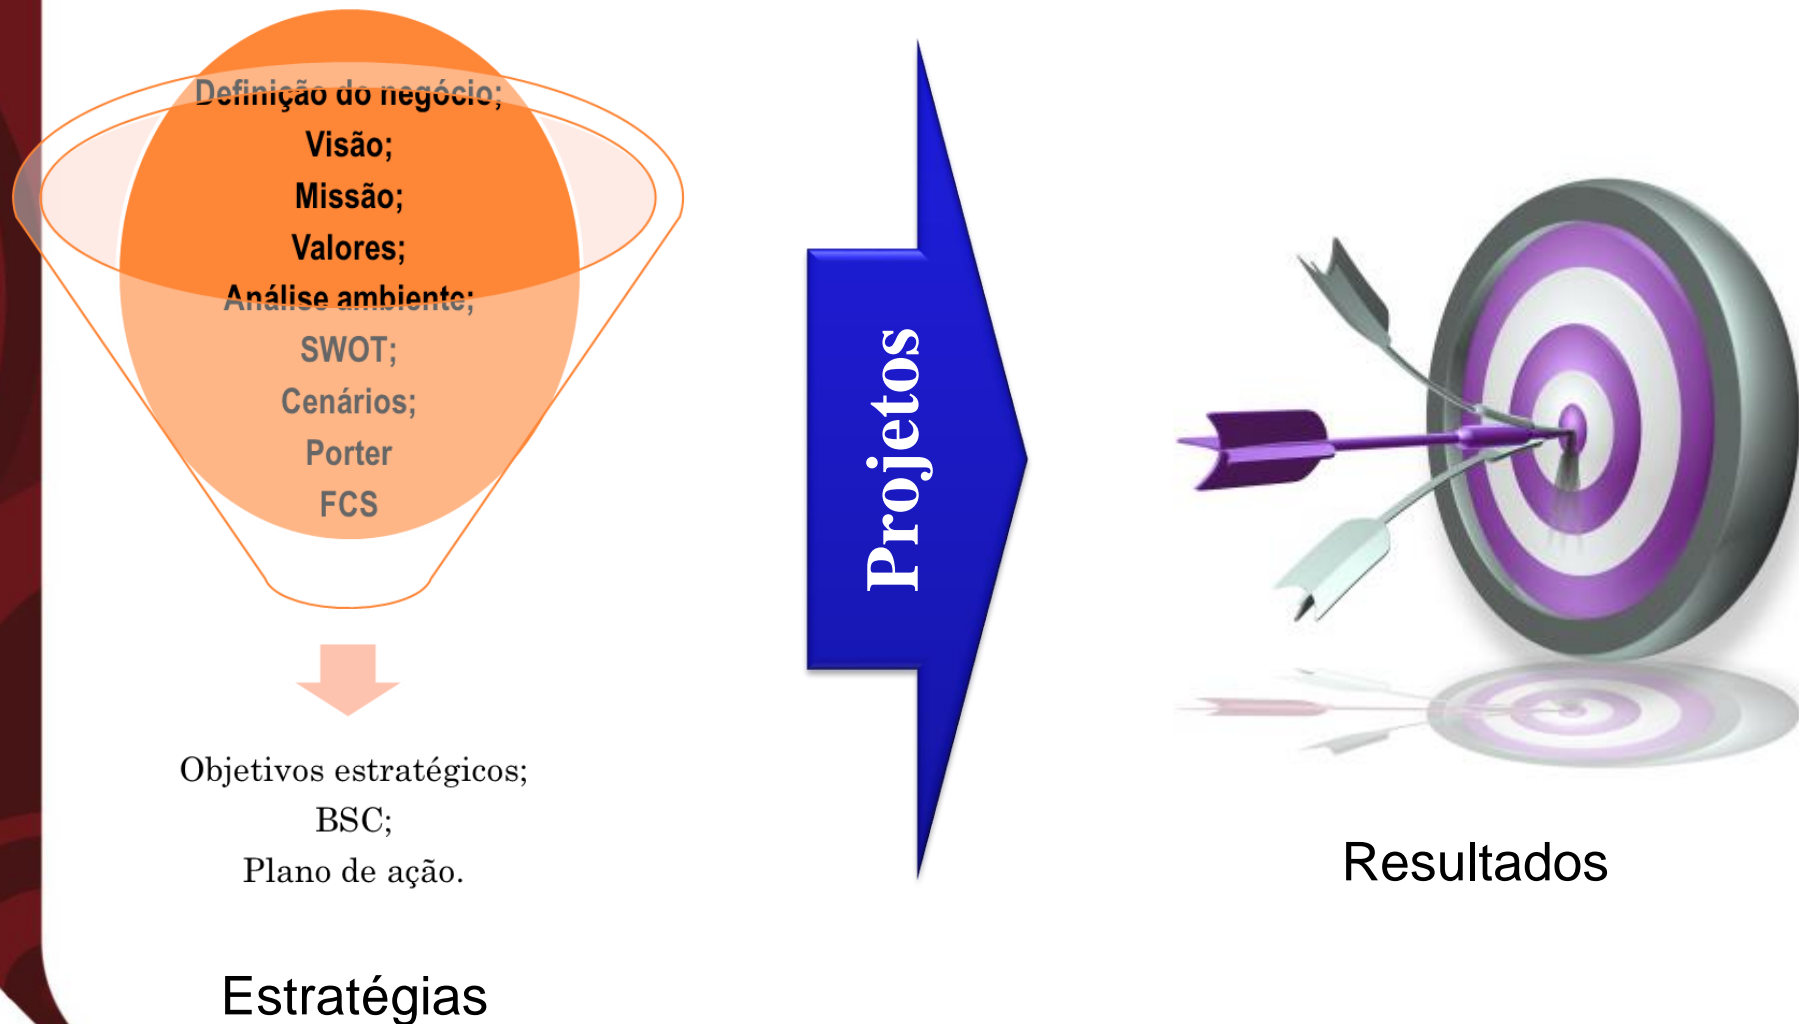 Definição do negócio;
Visão;
Missão;
Valores;
Análise ambiente;
SWOT;
Cenários;
Porter
FCS
Objetivos estratégicos;
BSC;
Plano de ação.
Estratégias
Projetos
Resultados